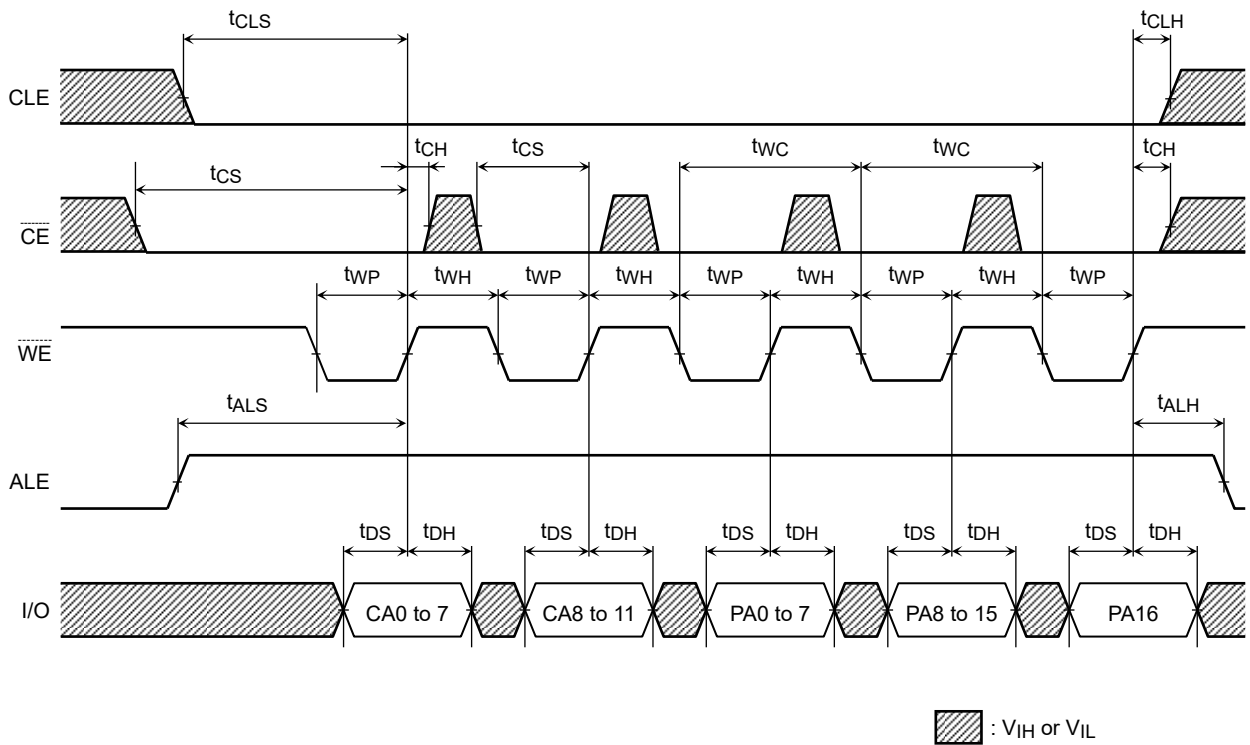 tCLS tCLH
CLE
tCH tCS tWC tWC tCH
tCS
CE
tWP tWH tWP tWH tWP tWH tWP tWH tWP
WE
tALS tALH
ALE
tDS tDH tDS tDH tDS tDH tDS tDH tDS tDH
I/O CA0 to 7 CA8 to 11 PA0 to 7 PA8 to 15 PA16
: VIH or VIL